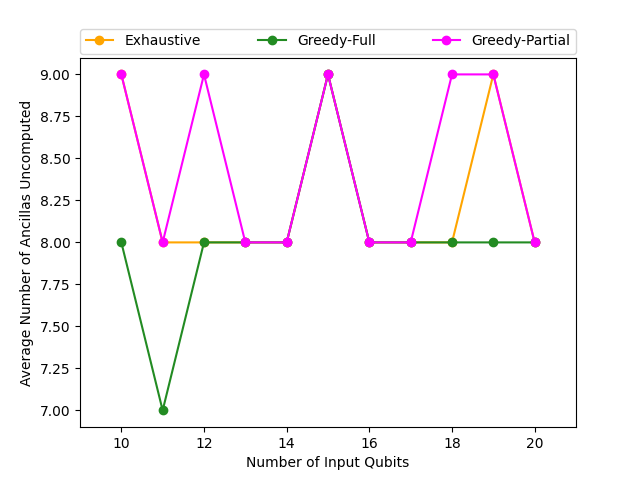 Exhaustive Greedy-Full Greedy-Partial
9.00
8.75
8.50
8.25
8.00
7.75
7.50
7.25
7.00
Average Number of Ancillas Uncomputed
10 12 14 16 18 20
Number of Input Qubits